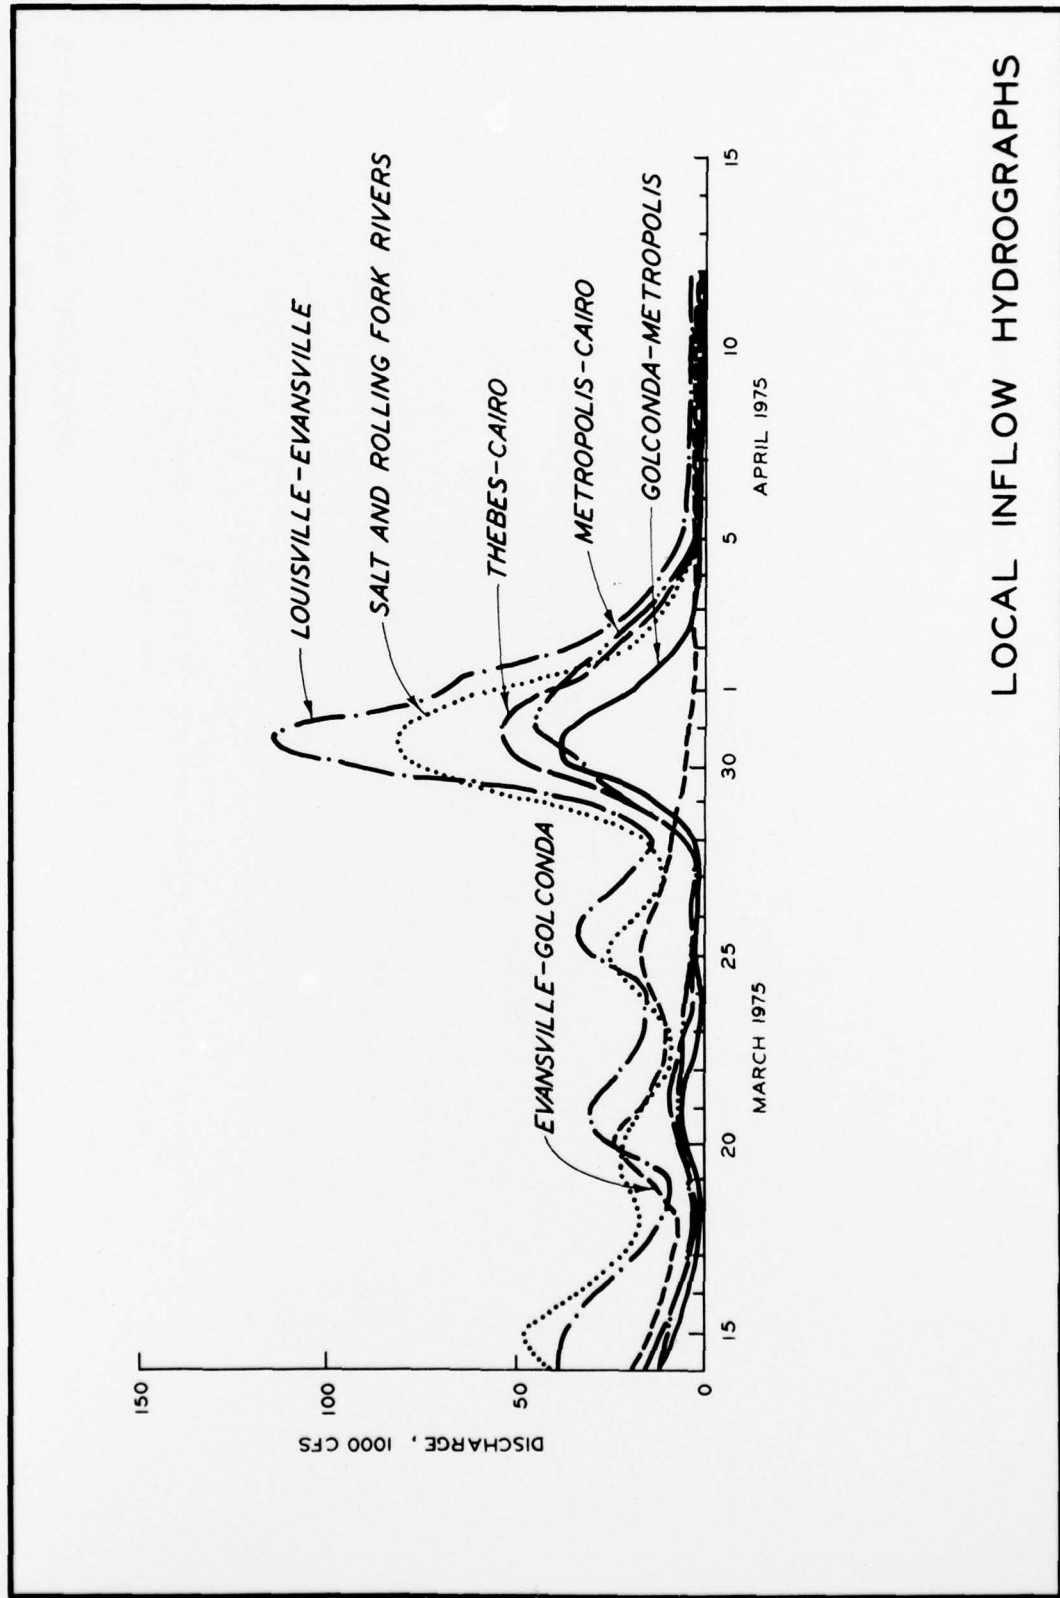 150
100
50
0
DISCHARGE, 1000 CFS
LOUISVILLE-EVANSVILLE
SALT AND ROLLING FORK RIVERS
THEBES-CAIRO
METROPOLIS-CAIRO
GOLCONDA-METROPOLIS
EVANSVILLE-GOLCONDA
15 20 25 30 1 5 10 15
MARCH 1975 APRIL 1975
LOCAL INFLOW HYDROGRAPHS